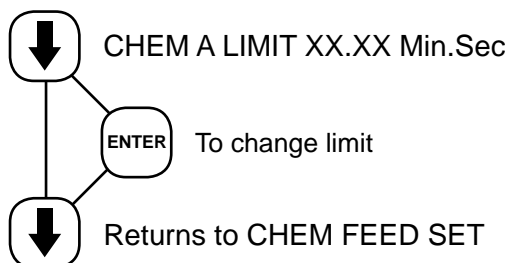 CHEM A LIMIT XX.XX Min.Sec
ENTER To change limit
Returns to CHEM FEED SET